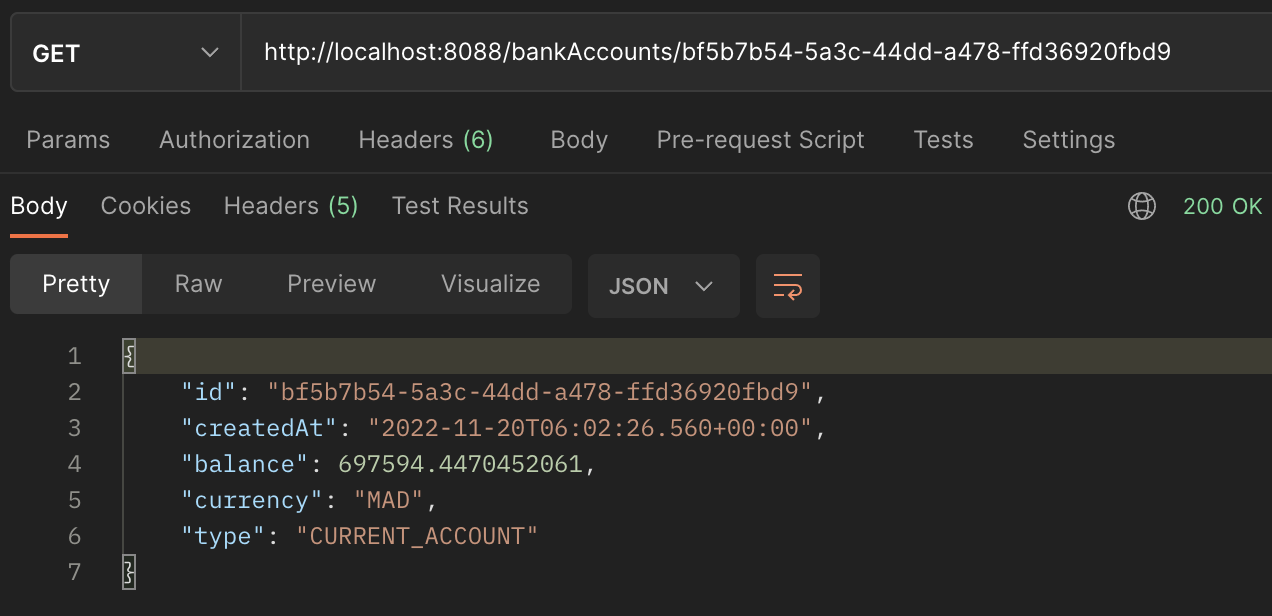 GET http://localhost:8088/bankAccounts/bf5b7b54-5a3c-44dd-a478-ffd36920fbd9
Params Authorization Headers (6) Body Pre-request Script Tests Settings
Body Cookies Headers (5) Test Results 200 OK
Pretty Raw Preview Visualize JSON
1 {
2 "id": "bf5b7b54-5a3c-44dd-a478-ffd36920fbd9",
3 "createdAt": "2022-11-20T06:02:26.560+00:00",
4 "balance": 697594.4470452061,
5 "currency": "MAD",
6 "type": "CURRENT_ACCOUNT"
7 }